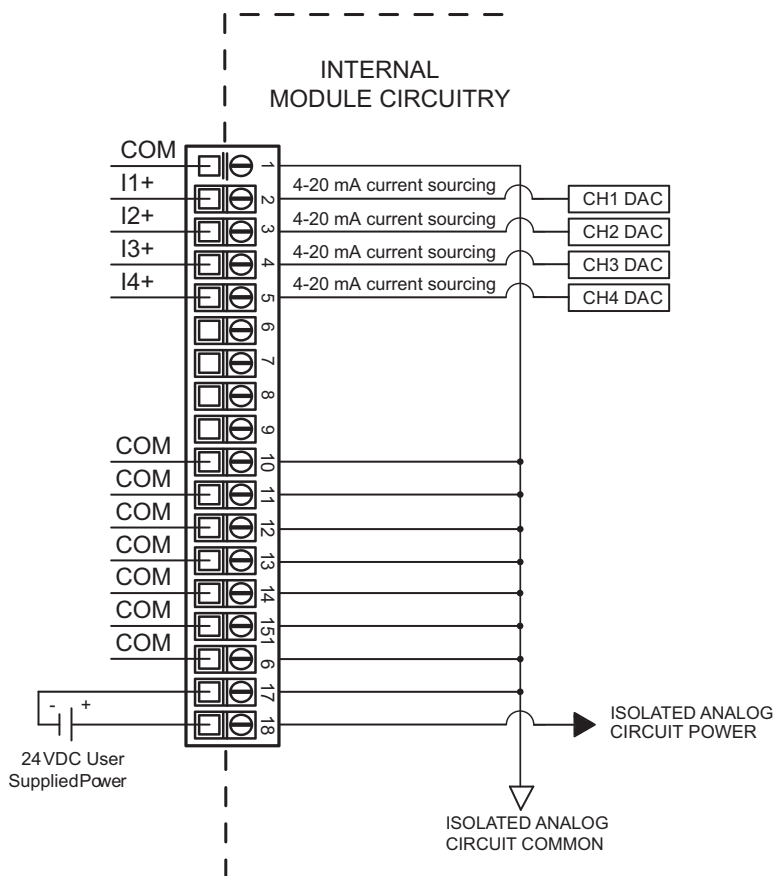 INTERNAL
MODULE CIRCUITRY
COM
1
I1+
2
4-20 mA current sourcing
CH1 DAC
I2+
3
4-20 mA current sourcing
CH2 DAC
I3+
4
4-20 mA current sourcing
CH3 DAC
I4+
5
4-20 mA current sourcing
CH4 DAC
6
7
8
9
COM
10
COM
11
COM
12
COM
13
COM
14
COM
151
COM
6
17
- +
18
24VDC User
SuppliedPower
ISOLATED ANALOG
CIRCUIT POWER
ISOLATED ANALOG
CIRCUIT COMMON